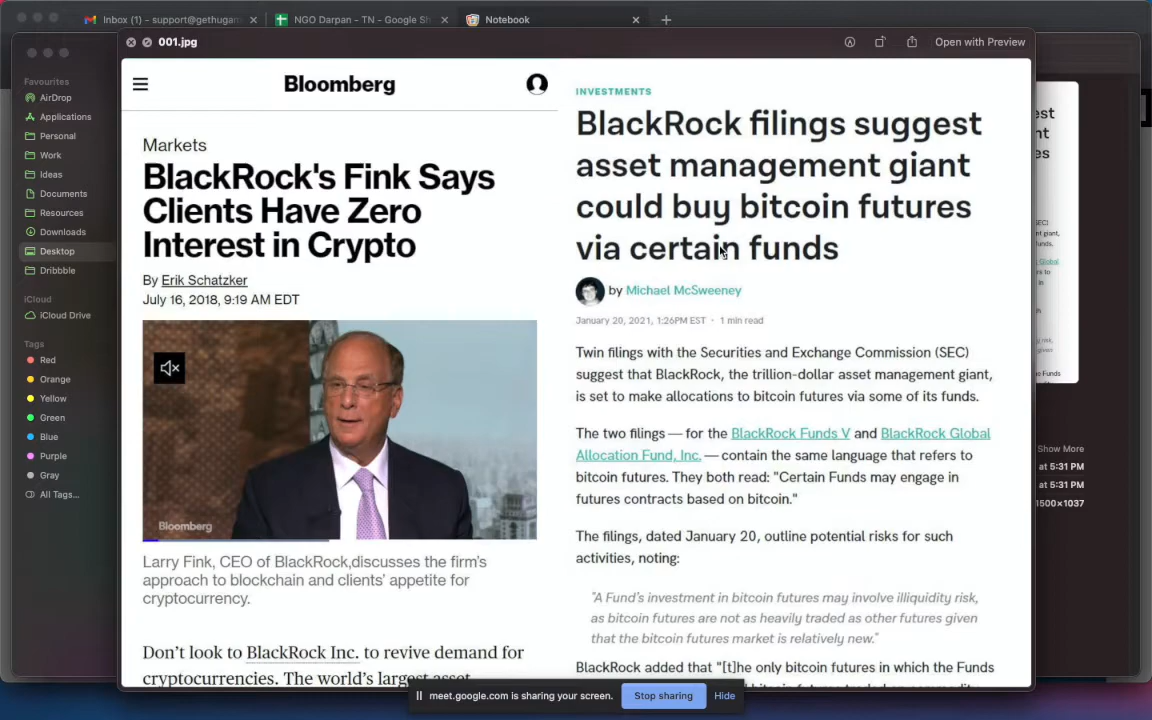 Inbox (1) - support@gethugam
NGO Darpan - TN - Google Sh
Notebook
001.jpg
Open with Preview
Favourites
AirDrop
Applications
Personal
Work
Ideas
Documents
Resources
Downloads
Desktop
Dribbble
iCloud
iCloud Drive
Tags
Red
Orange
Yellow
Green
Blue
Purple
Gray
All Tags...
Bloomberg
Markets
BlackRock's Fink Says
Clients Have Zero
Interest in Crypto
By Erik Schatzker
July 16, 2018, 9:19 AM EDT
Bloomberg
Larry Fink, CEO of BlackRock,discusses the firm's
approach to blockchain and clients' appetite for
cryptocurrency.
Don't look to BlackRock Inc. to revive demand for
cryptocurrencies. The world's largest asset
INVESTMENTS
BlackRock filings suggest
asset management giant
could buy bitcoin futures
via certain funds
by Michael McSweeney
January 20, 2021, 1:26PM EST • 1 min read
Twin filings with the Securities and Exchange Commission (SEC)
suggest that BlackRock, the trillion-dollar asset management giant,
is set to make allocations to bitcoin futures via some of its funds.
The two filings — for the BlackRock Funds V and BlackRock Global
Allocation Fund, Inc. — contain the same language that refers to
bitcoin futures. They both read: "Certain Funds may engage in
futures contracts based on bitcoin."
The filings, dated January 20, outline potential risks for such
activities, noting:
"A Fund's investment in bitcoin futures may involve illiquidity risk,
as bitcoin futures are not as heavily traded as other futures given
that the bitcoin futures market is relatively new."
BlackRock added that "[t]he only bitcoin futures in which the Funds
est
nt
es
SEC)
giant,
ds.
Global
s to
in
risk,
given
Funds
Show More
at 5:31 PM
at 5:31 PM
1500×1037
meet.google.com is sharing your screen.
Stop sharing
Hide